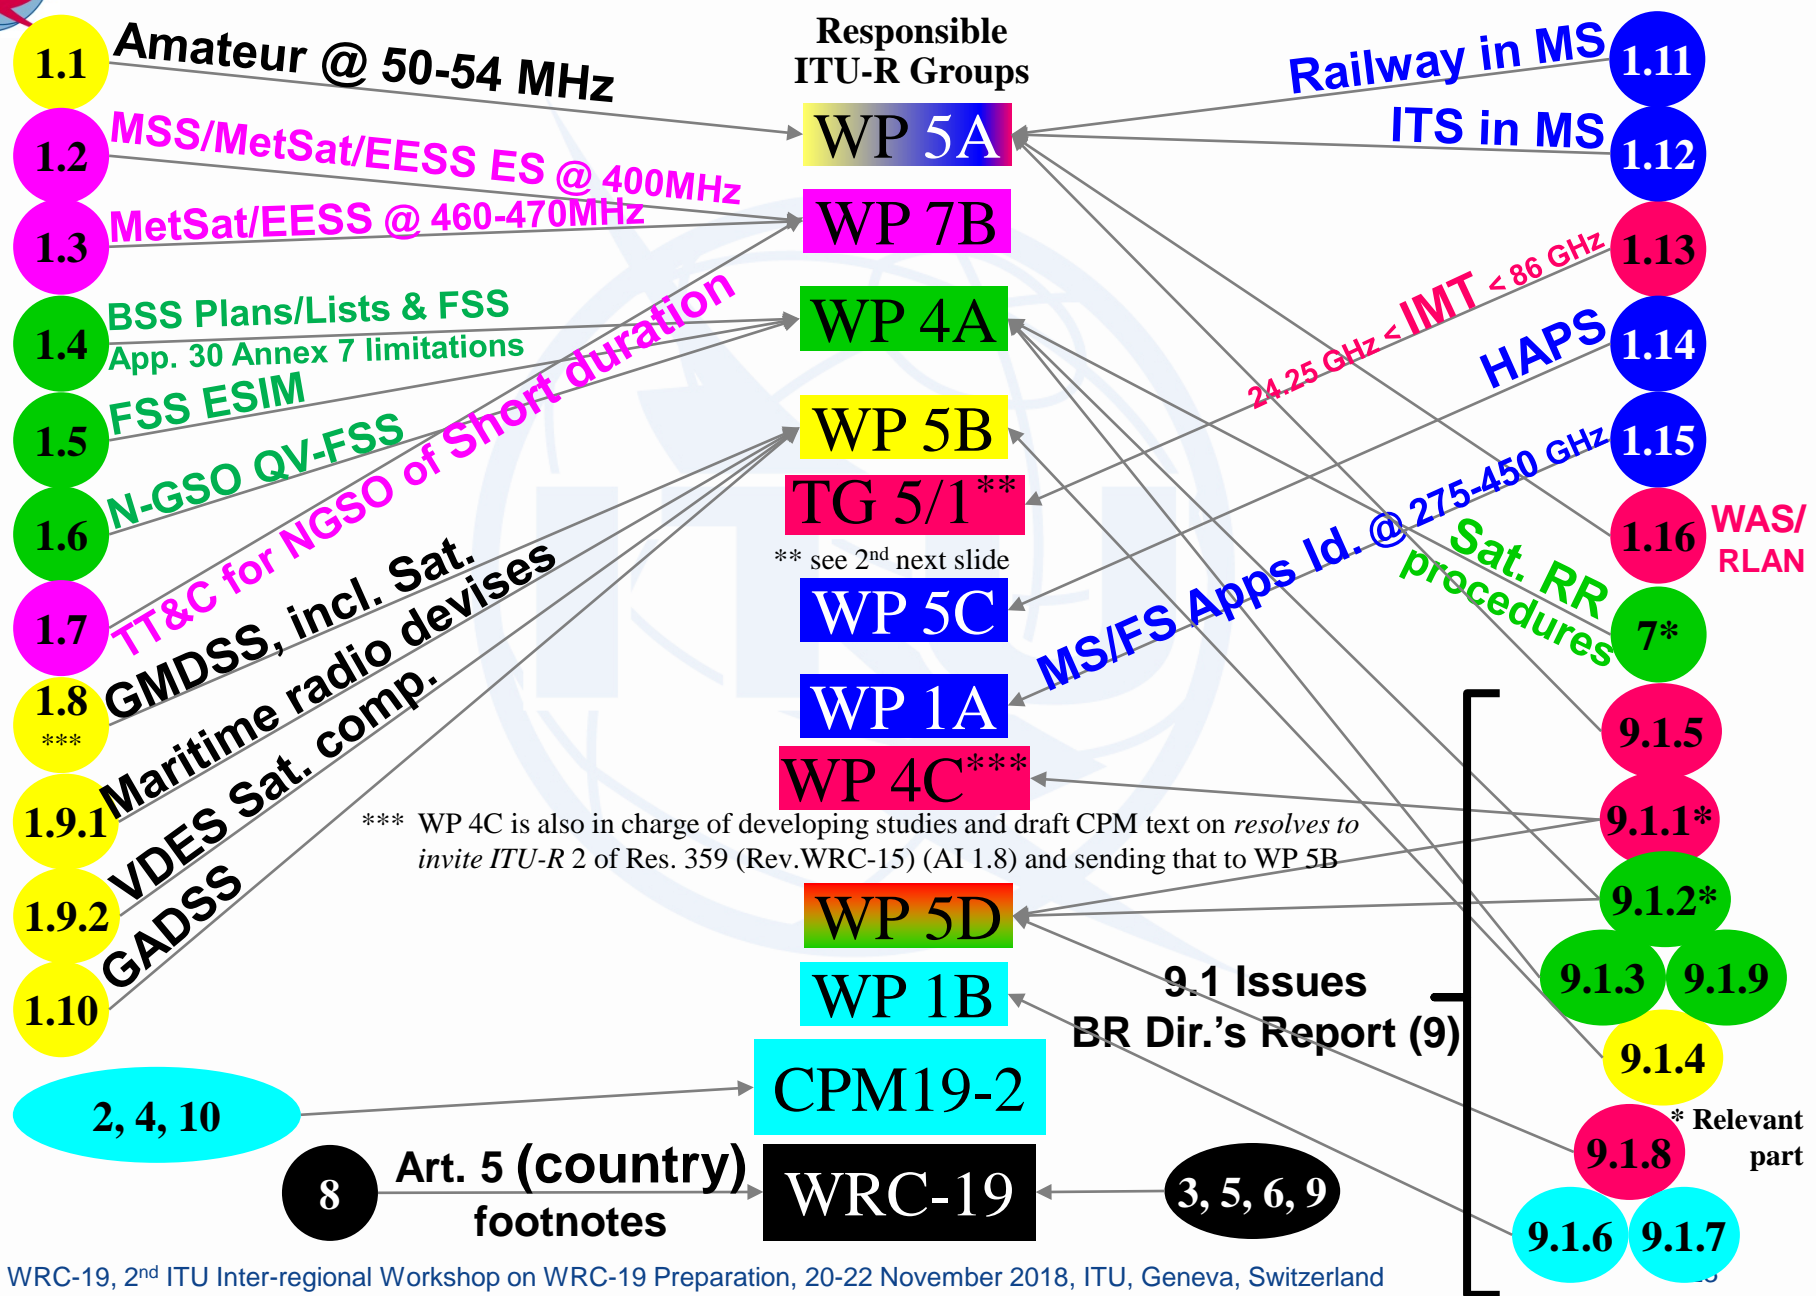 1.1
Amateur @ 50-54 MHz
1.2
MSS/MetSat/EESS ES @ 400MHz
1.3
MetSat/EESS @ 460-470MHz
1.4
BSS Plans/Lists & FSS
App. 30 Annex 7 limitations
1.5
FSS ESIM
1.6
N-GSO QV-FSS
1.7
TT&C for NGSO of Short duration
1.8
***
GMDSS, incl. Sat.
1.9.1
Maritime radio devises
1.9.2
VDES Sat. comp.
1.10
GADSS
2, 4, 10
8
Art. 5 (country)
footnotes
Responsible
ITU-R Groups
WP 5A
WP 7B
WP 4A
WP 5B
TG 5/1**
** see 2nd next slide
WP 5C
WP 1A
WP 4C***
*** WP 4C is also in charge of developing studies and draft CPM text on resolves to
invite ITU-R 2 of Res. 359 (Rev.WRC-15) (AI 1.8) and sending that to WP 5B
WP 5D
WP 1B
CPM19-2
WRC-19
ITU
Railway in MS
1.11
ITS in MS
1.12
24.25 GHz < IMT < 86 GHz
1.13
HAPS
1.14
MS/FS Apps Id. @ 275-450 GHz
1.15
1.16
WAS/
RLAN
Sat. RR
procedures
7*
9.1 Issues
BR Dir.'s Report (9)
9.1.5
9.1.1*
9.1.2*
9.1.3
9.1.9
9.1.4
* Relevant
part
9.1.8
9.1.6
9.1.7
3, 5, 6, 9
WRC-19, 2nd ITU Inter-regional Workshop on WRC-19 Preparation, 20-22 November 2018, ITU, Geneva, Switzerland